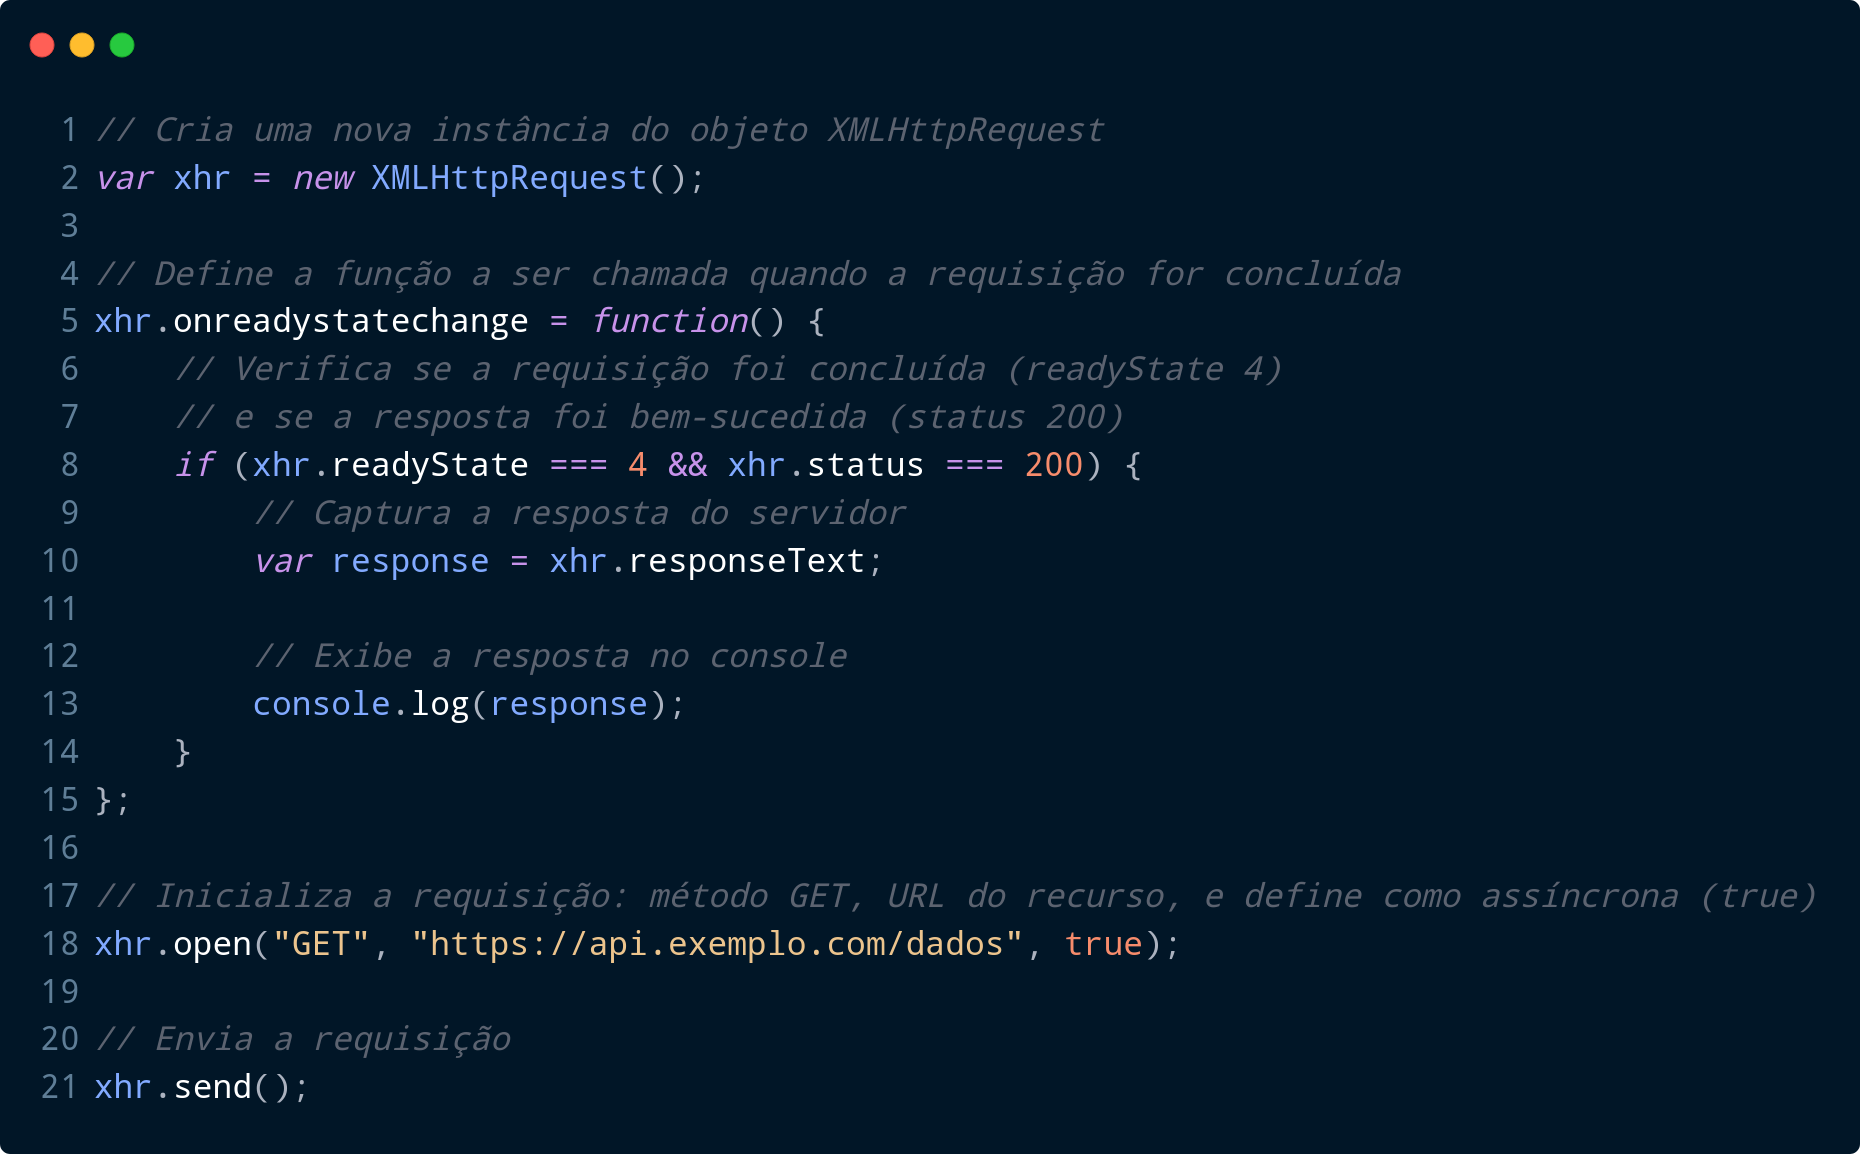 1 // Cria uma nova instância do objeto XMLHttpRequest
2 var xhr = new XMLHttpRequest();
3
4 // Define a função a ser chamada quando a requisição for concluída
5 xhr.onreadystatechange = function() {
6     // Verifica se a requisição foi concluída (readyState 4)
7     // e se a resposta foi bem-sucedida (status 200)
8     if (xhr.readyState === 4 && xhr.status === 200) {
9         // Captura a resposta do servidor
10         var response = xhr.responseText;
11
12         // Exibe a resposta no console
13         console.log(response);
14     }
15 };
16
17 // Inicializa a requisição: método GET, URL do recurso, e define como assíncrona (true)
18 xhr.open("GET", "https://api.exemplo.com/dados", true);
19
20 // Envia a requisição
21 xhr.send();